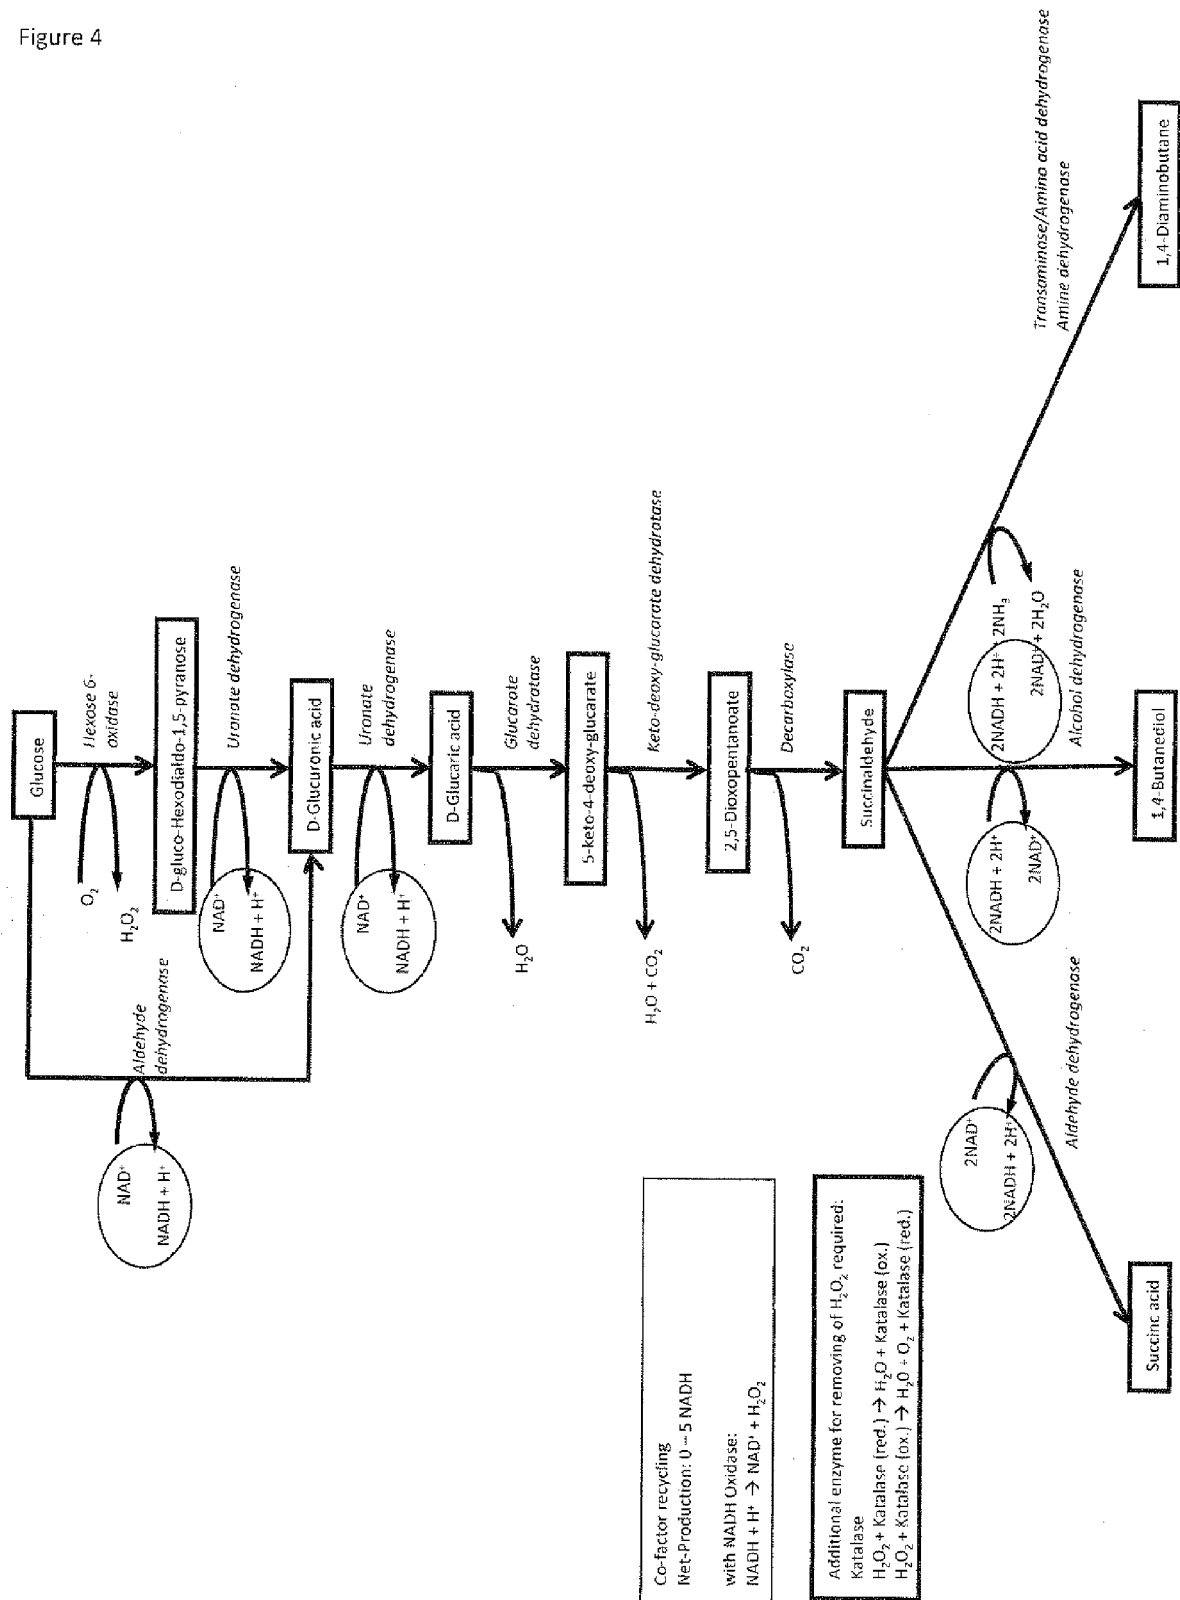 Figure 4
Glucose
Hexose 6-
oxidase
O₂
H₂O₂
D-gluco-Hexodialdo-1,5-pyranose
Uronate dehydrogenase
NAD⁺
NADH + H⁺
Aldehyde
dehydrogenase
NAD⁺
NADH + H⁺
D-Glucuronic acid
Uronate
dehydrogenase
NAD⁺
NADH + H⁺
D-Glucaric acid
Glucarate
dehydratase
H₂O
5-keto-4-deoxy-glucarate
Keto-deoxy-glucarate dehydratase
H₂O + CO₂
2,5-Dioxopentanoate
Decarboxylase
CO₂
Succinaldehyde
Aldehyde dehydrogenase
2NAD⁺
2NADH + 2H⁺
Succinc acid
2NADH + 2H⁺
2NAD⁺
Alcohol dehydrogenase
1,4-Butanediol
2NADH + 2H⁺ + 2NH₃
2NAD⁺ + 2H₂O
Transaminase/Amino acid dehydrogenase
Amine dehydrogenase
1,4-Diaminobutane
Co-factor recycling
Net-Production: 0 – 5 NADH
with NADH Oxidase:
NADH + H⁺ → NAD⁺ + H₂O₂
Additional enzyme for removing of H₂O₂ required:
Katalase
H₂O₂ + Katalase (red.) → H₂O + Katalase (ox.)
H₂O₂ + Katalase (ox.) → H₂O + O₂ + Katalase (red.)